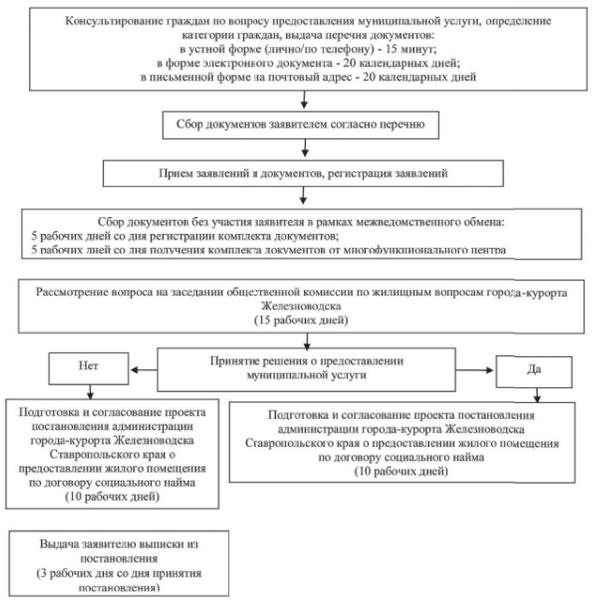 Консультирование граждан по вопросу предоставления муниципальной услуги, определение
категории граждан, выдача перечня документов:
в устной форме (лично/по телефону) - 15 минут;
в форме электронного документа - 20 календарных дней;
в письменной форме на почтовый адрес - 20 календарных дней
Сбор документов заявителем согласно перечню
Прием заявлений и документов, регистрация заявлений
Сбор документов без участия заявителя в рамках межведомственного обмена:
5 рабочих дней со дня регистрации комплекта документов;
5 рабочих дней со дня получения комплекта документов от многофункционального центра
Рассмотрение вопроса на заседании общественной комиссии по жилищным вопросам города-курорта
Железноводска
(15 рабочих дней)
Нет
Принятие решения о предоставлении
муниципальной услуги
Да
Подготовка и согласование проекта
постановления администрации
города-курорта Железноводска
Ставропольского края о
предоставлении жилого помещения
по договору социального найма
(10 рабочих дней)
Подготовка и согласование проекта постановления
администрации города-курорта Железноводска
Ставропольского края о предоставлении жилого помещения
по договору социального найма
(10 рабочих дней)
Выдача заявителю выписки из
постановления
(3 рабочих дня со дня принятия
постановления)